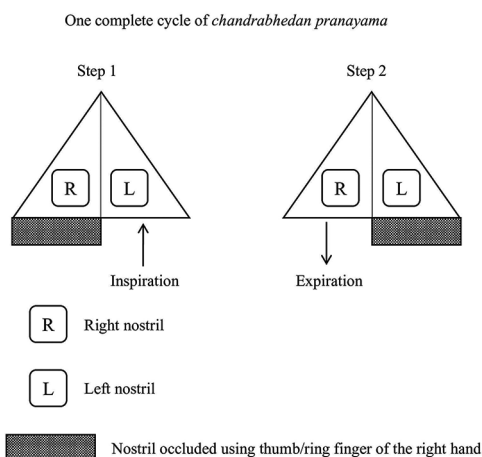 One complete cycle of chandrabhedan pranayama
Step 1
Step 2
R
L
R
L
Inspiration
Expiration
R Right nostril
L Left nostril
Nostril occluded using thumb/ring finger of the right hand